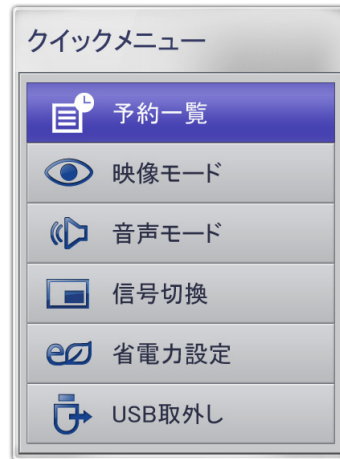 クイックメニュー
予約一覧
映像モード
音声モード
信号切換
省電力設定
USB取外し